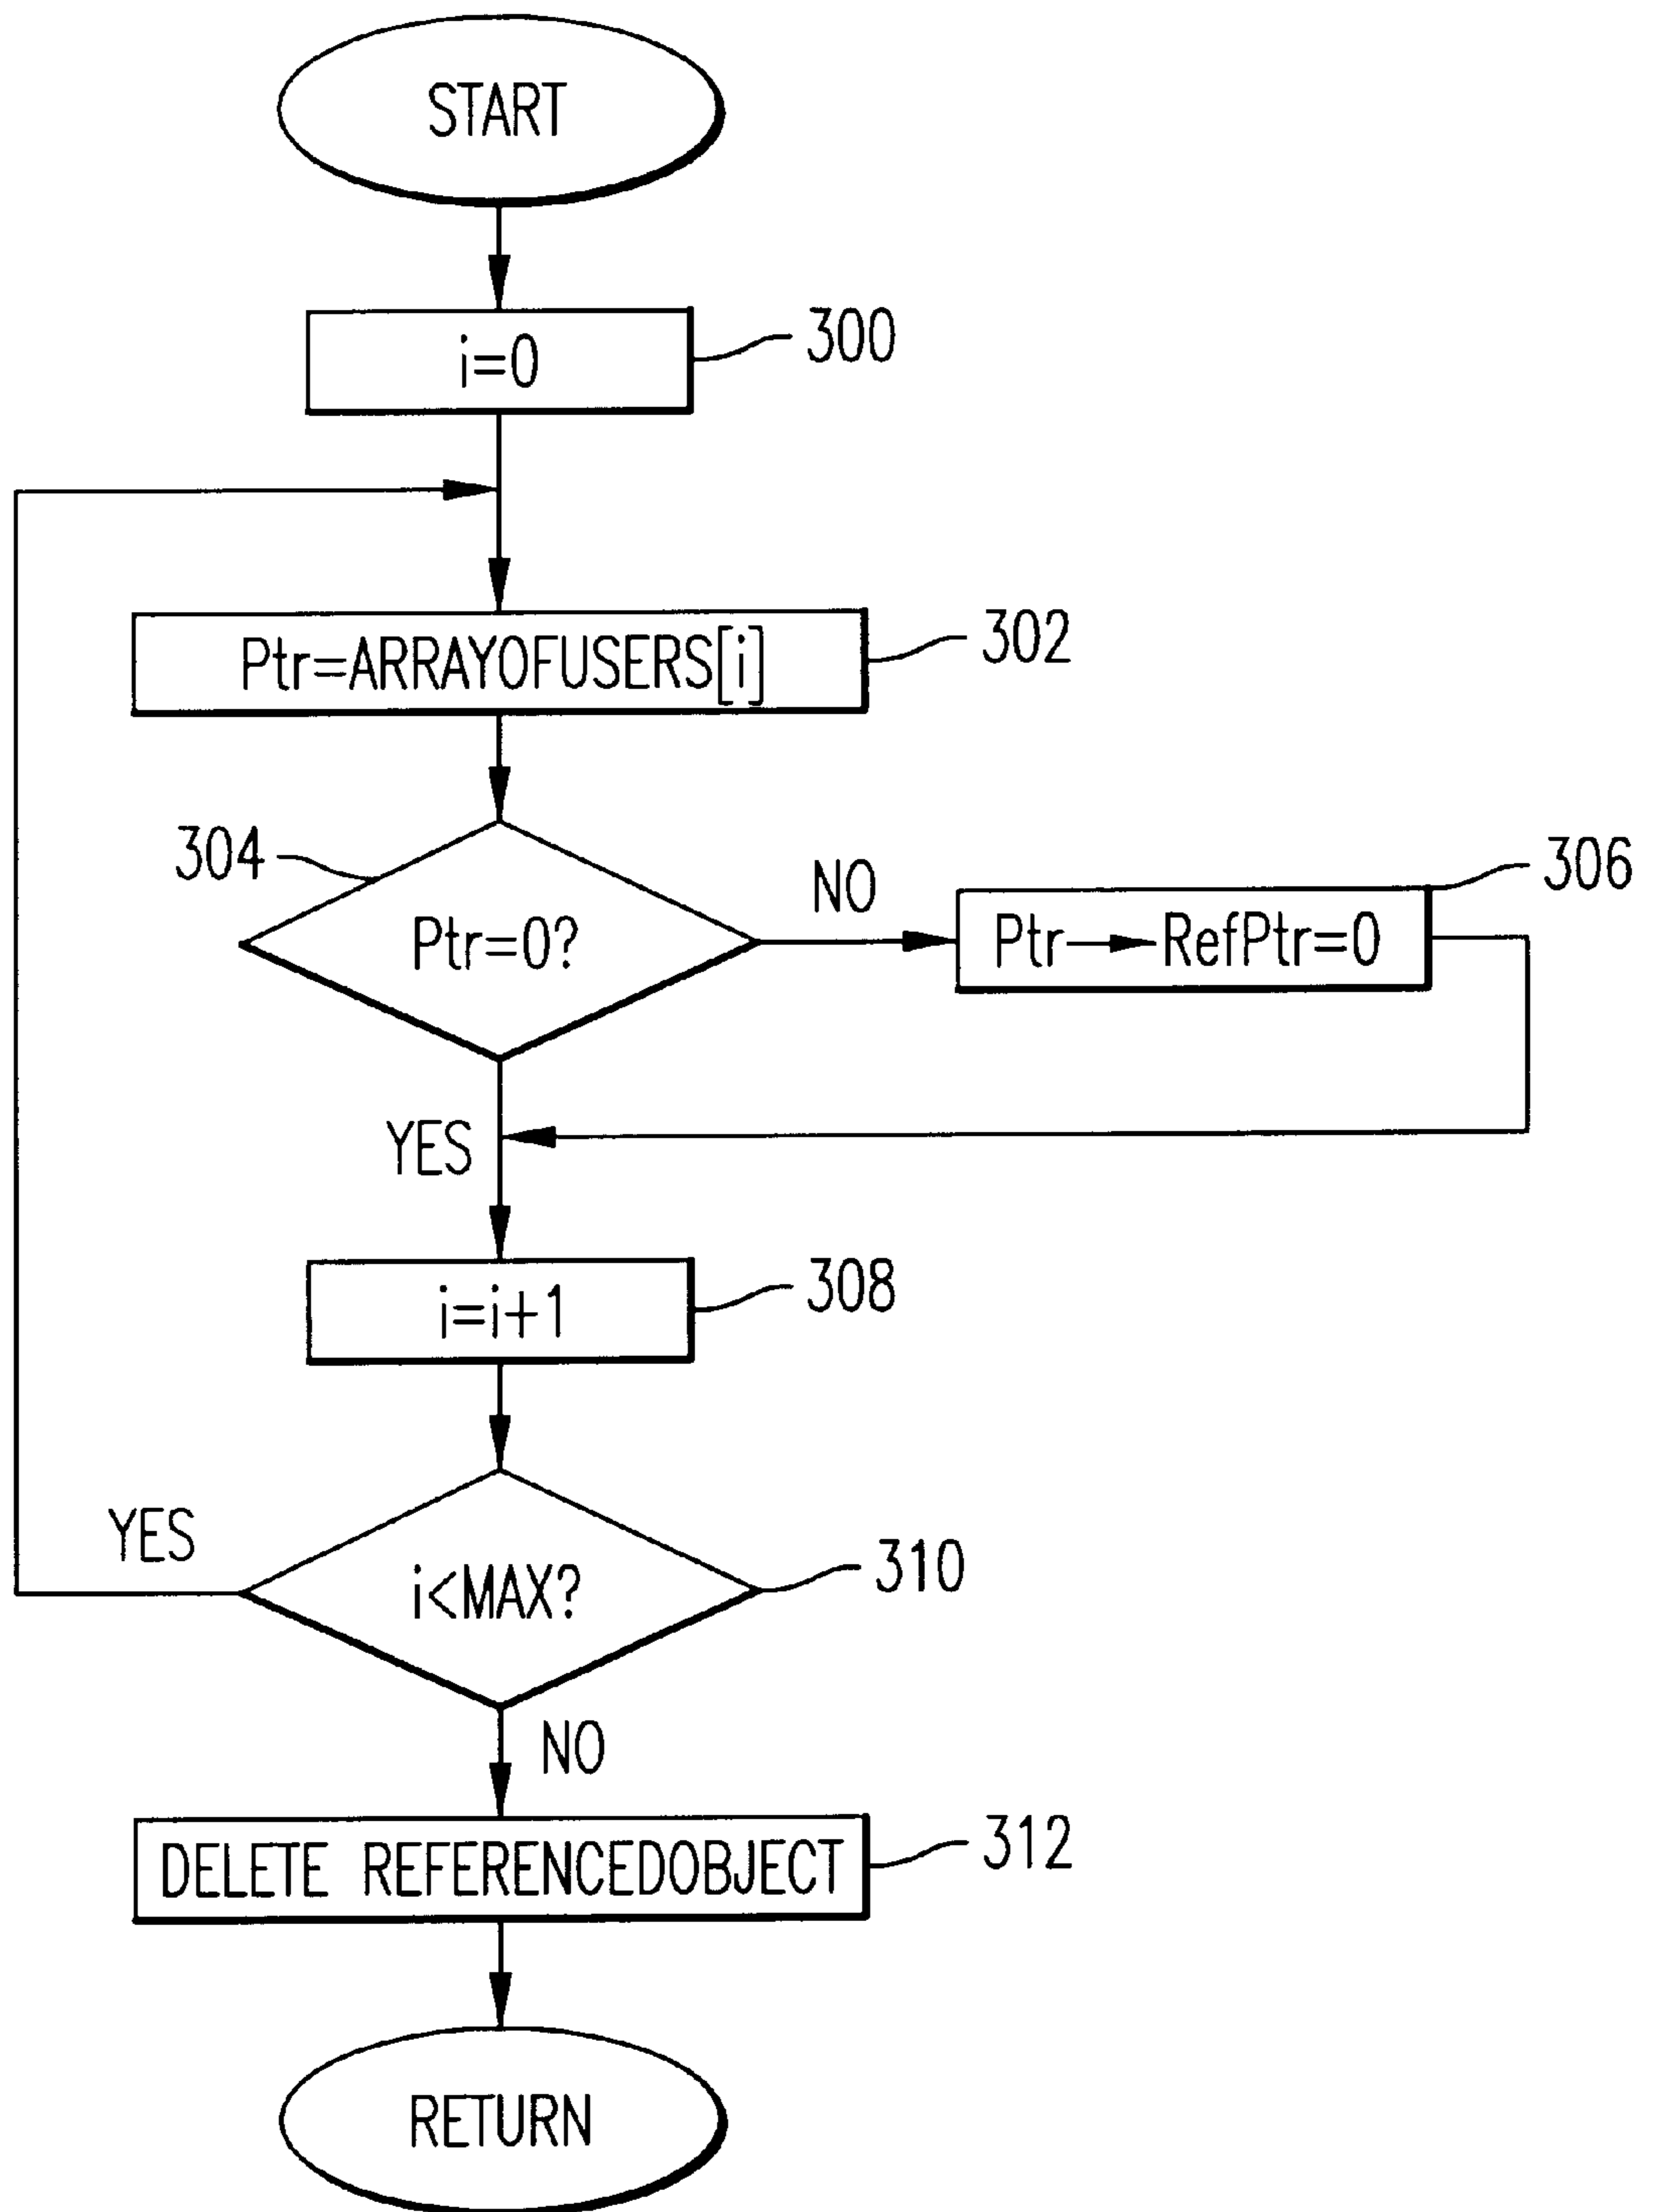 START
i=0
300
Ptr=ARRAYOFUSERS[i]
302
304
Ptr=0?
NO
Ptr→RefPtr=0
306
YES
i=i+1
308
YES
i<MAX?
310
NO
DELETE REFERENCEDOBJECT
312
RETURN